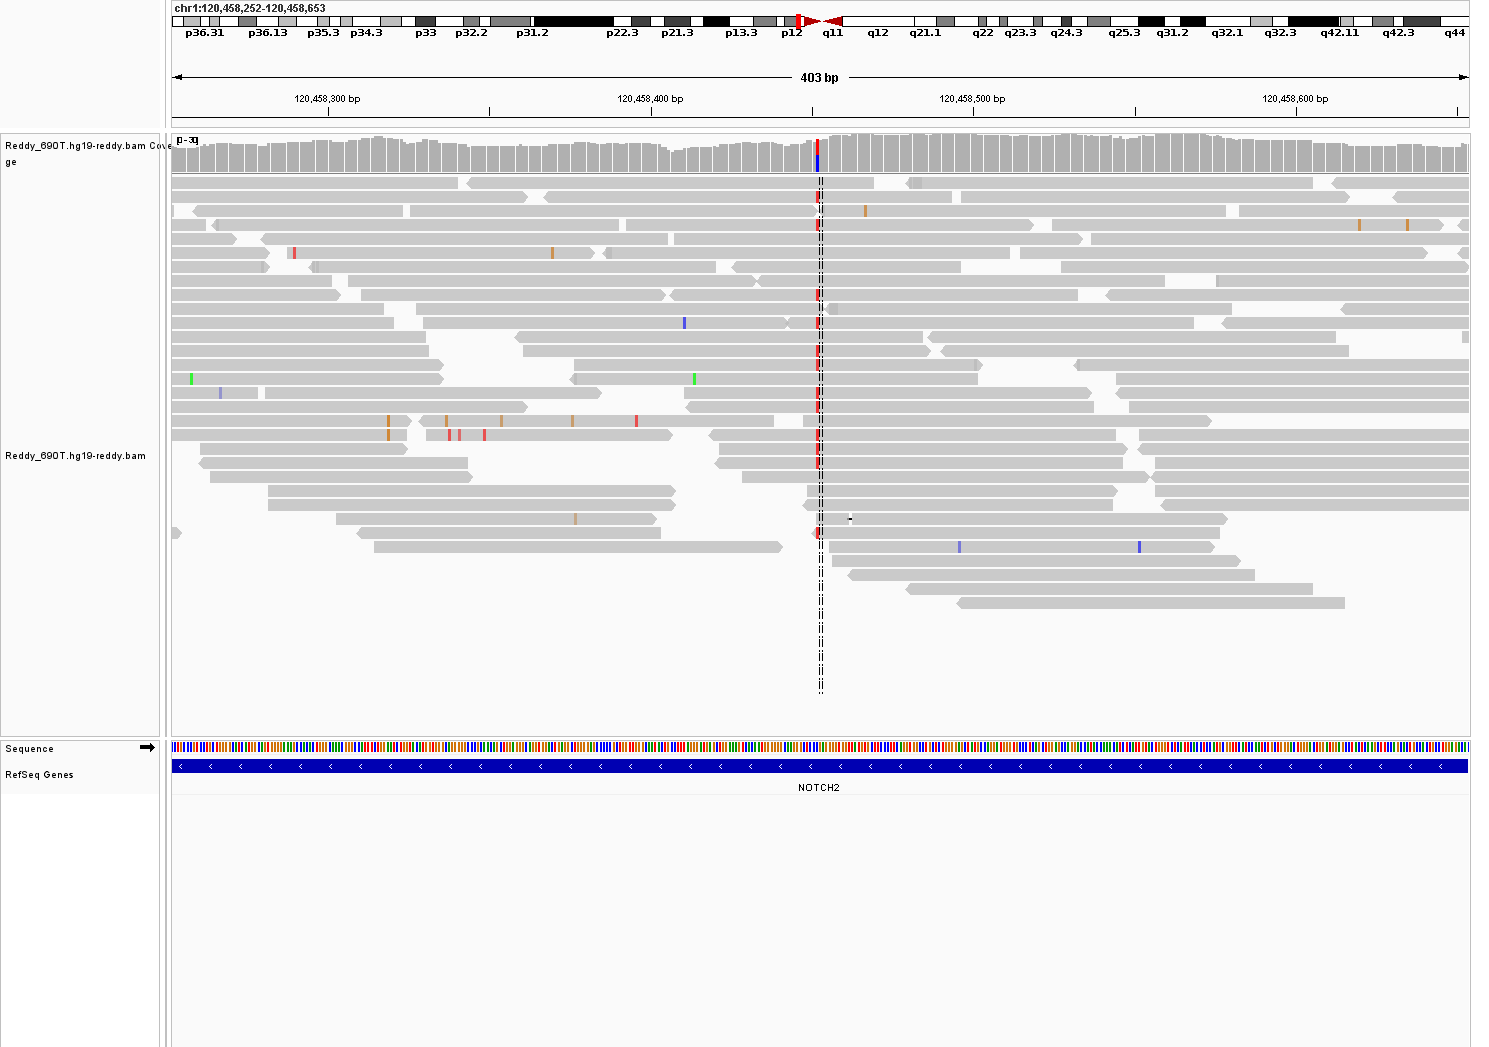 chr1:120,458,252-120,458,653
p36.31 p36.13 p35.3 p34.3 p33 p32.2 p31.2 p22.3 p21.3 p13.3 p12 q11 q12 q21.1 q22 q23.3 q24.3 q25.3 q31.2 q32.1 q32.3 q42.11 q42.3 q44
403 bp
120,458,300 bp 120,458,400 bp 120,458,500 bp 120,458,600 bp
Reddy_690T.hg19-reddy.bam Cove
ge
[0 - 30]
Reddy_690T.hg19-reddy.bam
Sequence
RefSeq Genes
NOTCH2